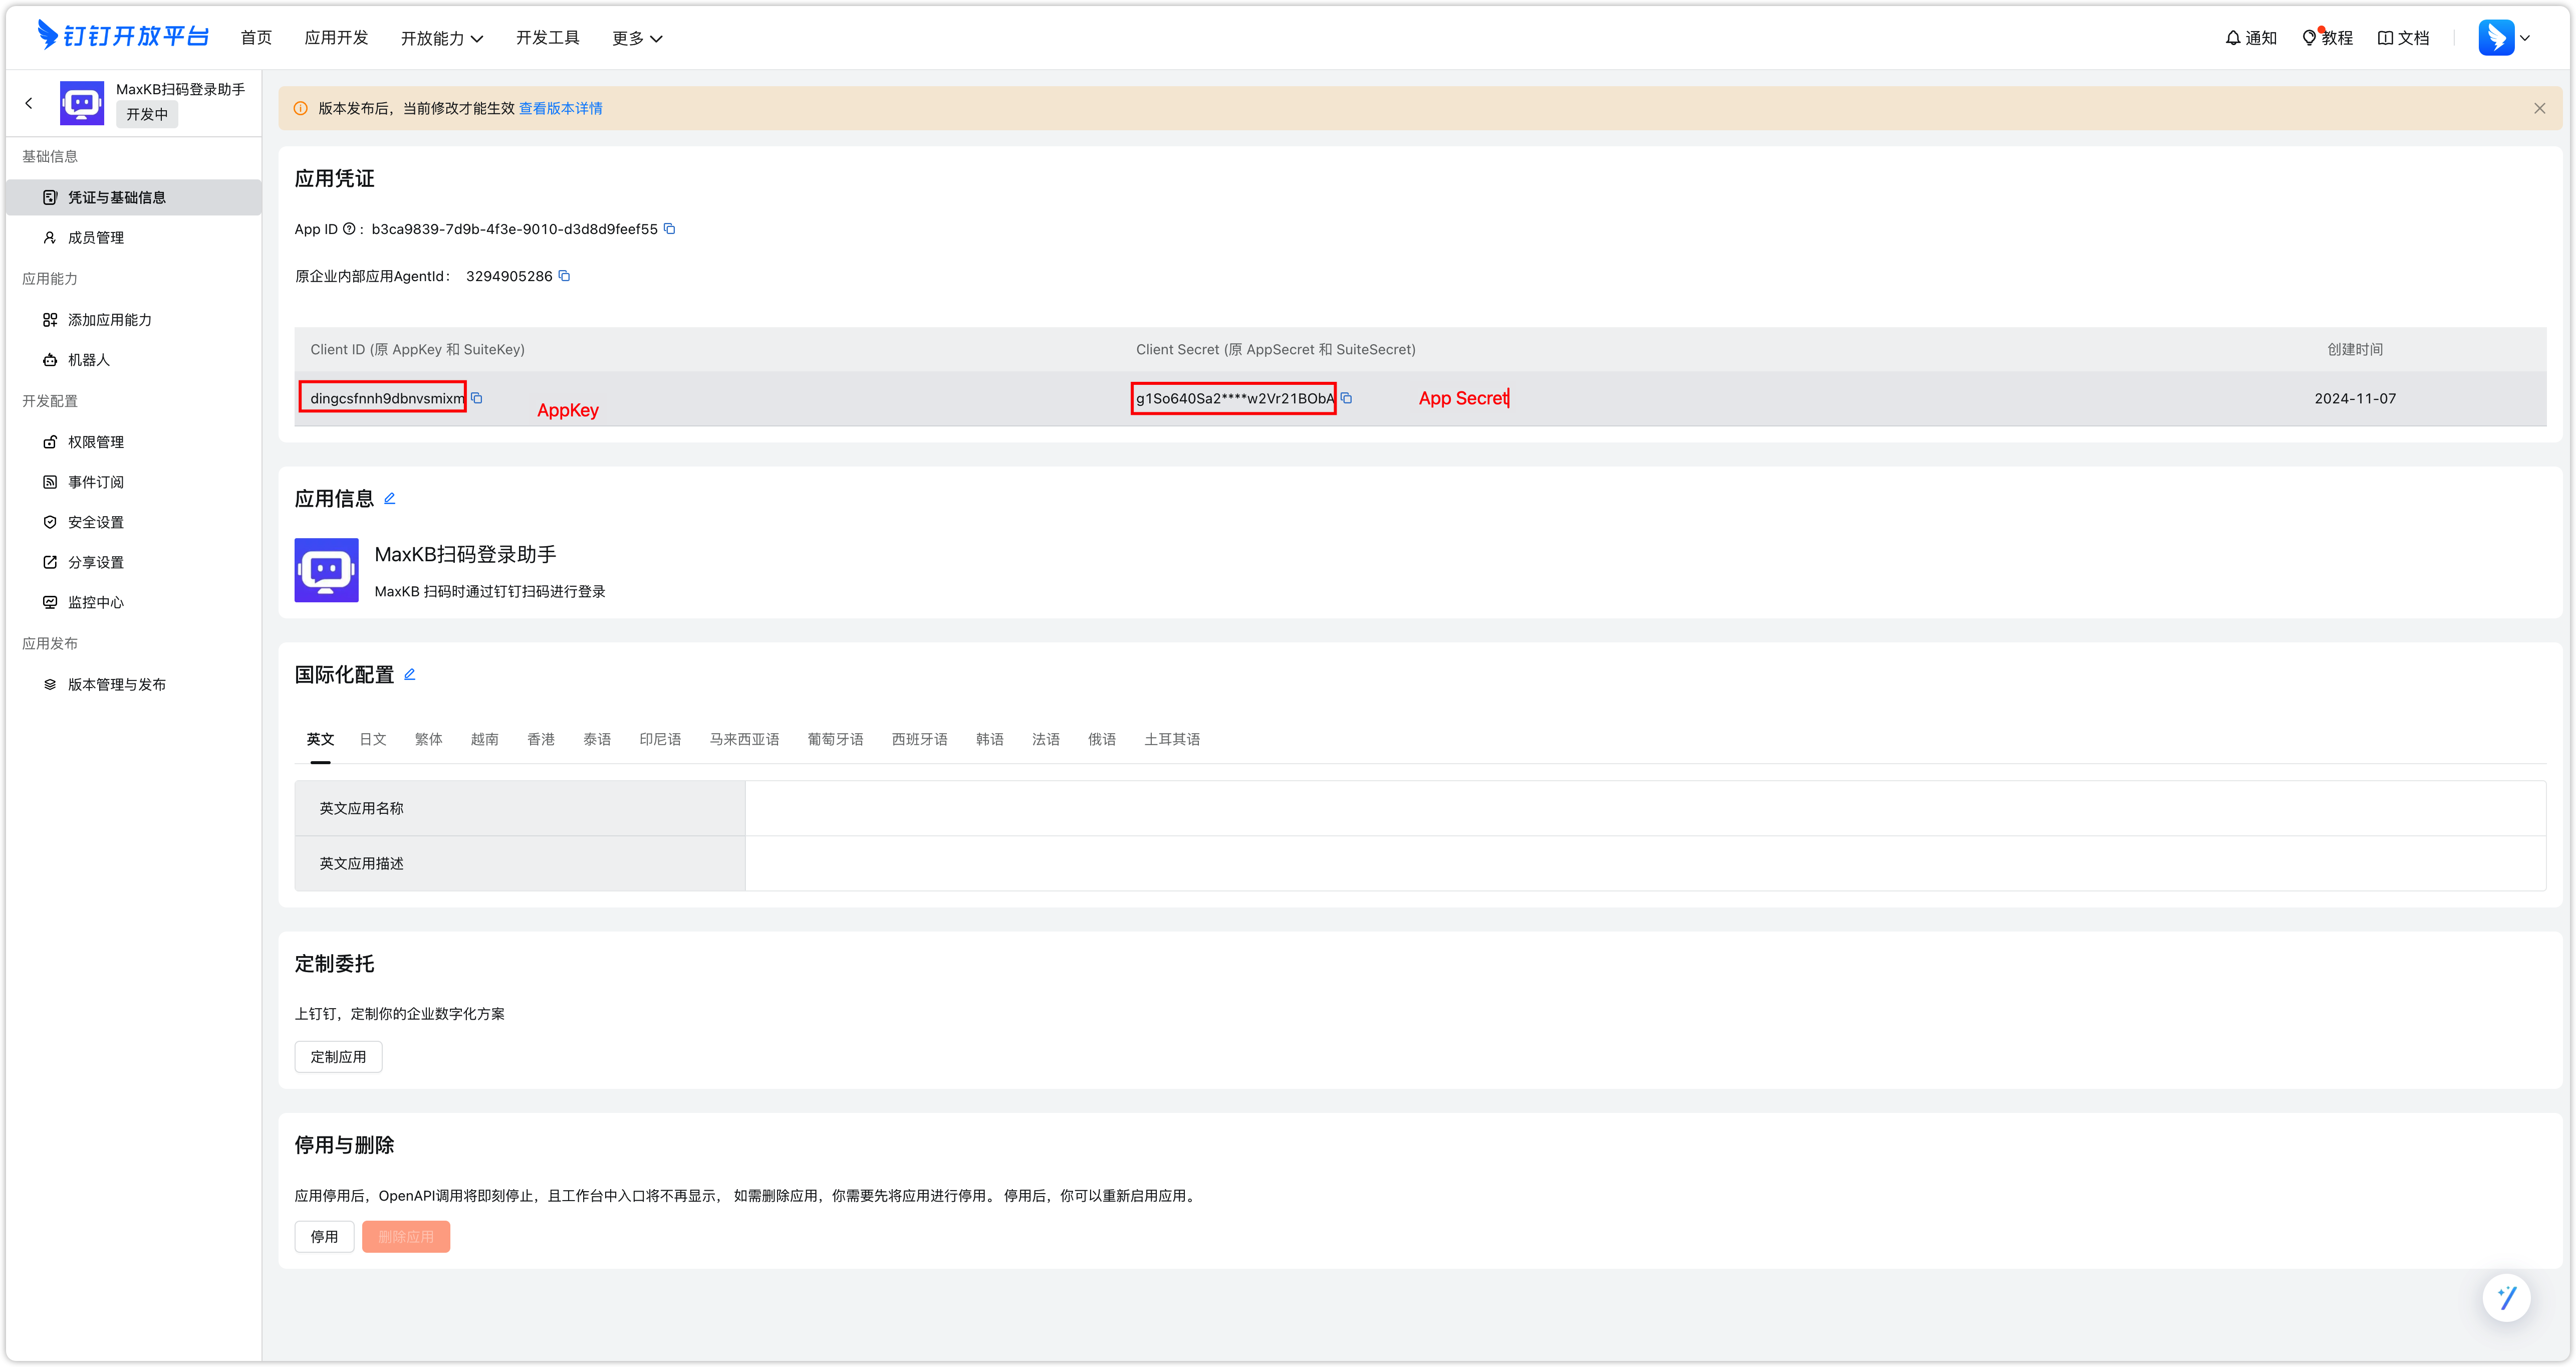 钉钉开放平台 首页 应用开发 开放能力 开发工具 更多 通知 教程 文档
MaxKB扫码登录助手
开发中
基础信息
凭证与基础信息
成员管理
应用能力
添加应用能力
机器人
开发配置
权限管理
事件订阅
安全设置
分享设置
监控中心
应用发布
版本管理与发布
版本发布后，当前修改才能生效 查看版本详情
应用凭证
App ID : b3ca9839-7d9b-4f3e-9010-d3d8d9feef55
原企业内部应用AgentId： 3294905286
Client ID (原 AppKey 和 SuiteKey) Client Secret (原 AppSecret 和 SuiteSecret) 创建时间
dingcsfnnh9dbnvsmixm AppKey g1So640Sa2****w2Vr21BObA App Secret 2024-11-07
应用信息
MaxKB扫码登录助手
MaxKB 扫码时通过钉钉扫码进行登录
国际化配置
英文 日文 繁体 越南 香港 泰语 印尼语 马来西亚语 葡萄牙语 西班牙语 韩语 法语 俄语 土耳其语
英文应用名称
英文应用描述
定制委托
上钉钉，定制你的企业数字化方案
定制应用
停用与删除
应用停用后，OpenAPI调用将即刻停止，且工作台中入口将不再显示， 如需删除应用，你需要先将应用进行停用。 停用后，你可以重新启用应用。
停用 删除应用